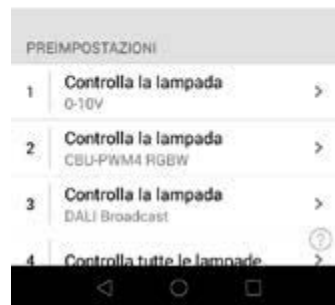 PREIMPOSTAZIONI
1 Controlla la lampada
0-10V
2 Controlla la lampada
CBU-PWM4 RGBW
3 Controlla la lampada
DALI Broadcast
?
4 Controlla tutte le lampade